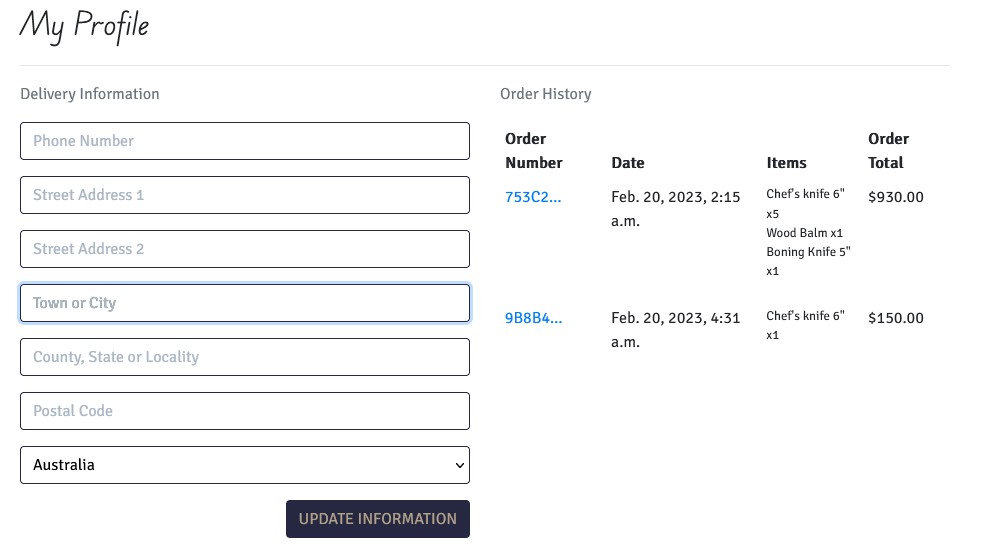 My Profile
Delivery Information
Phone Number
Street Address 1
Street Address 2
Town or City
County, State or Locality
Postal Code
Australia
UPDATE INFORMATION
Order History
Order
Number
Date
Items
Order
Total
753C2...
Feb. 20, 2023, 2:15
a.m.
Chef's knife 6"
x5
Wood Balm x1
Boning Knife 5"
x1
$930.00
9B8B4...
Feb. 20, 2023, 4:31
a.m.
Chef's knife 6"
x1
$150.00